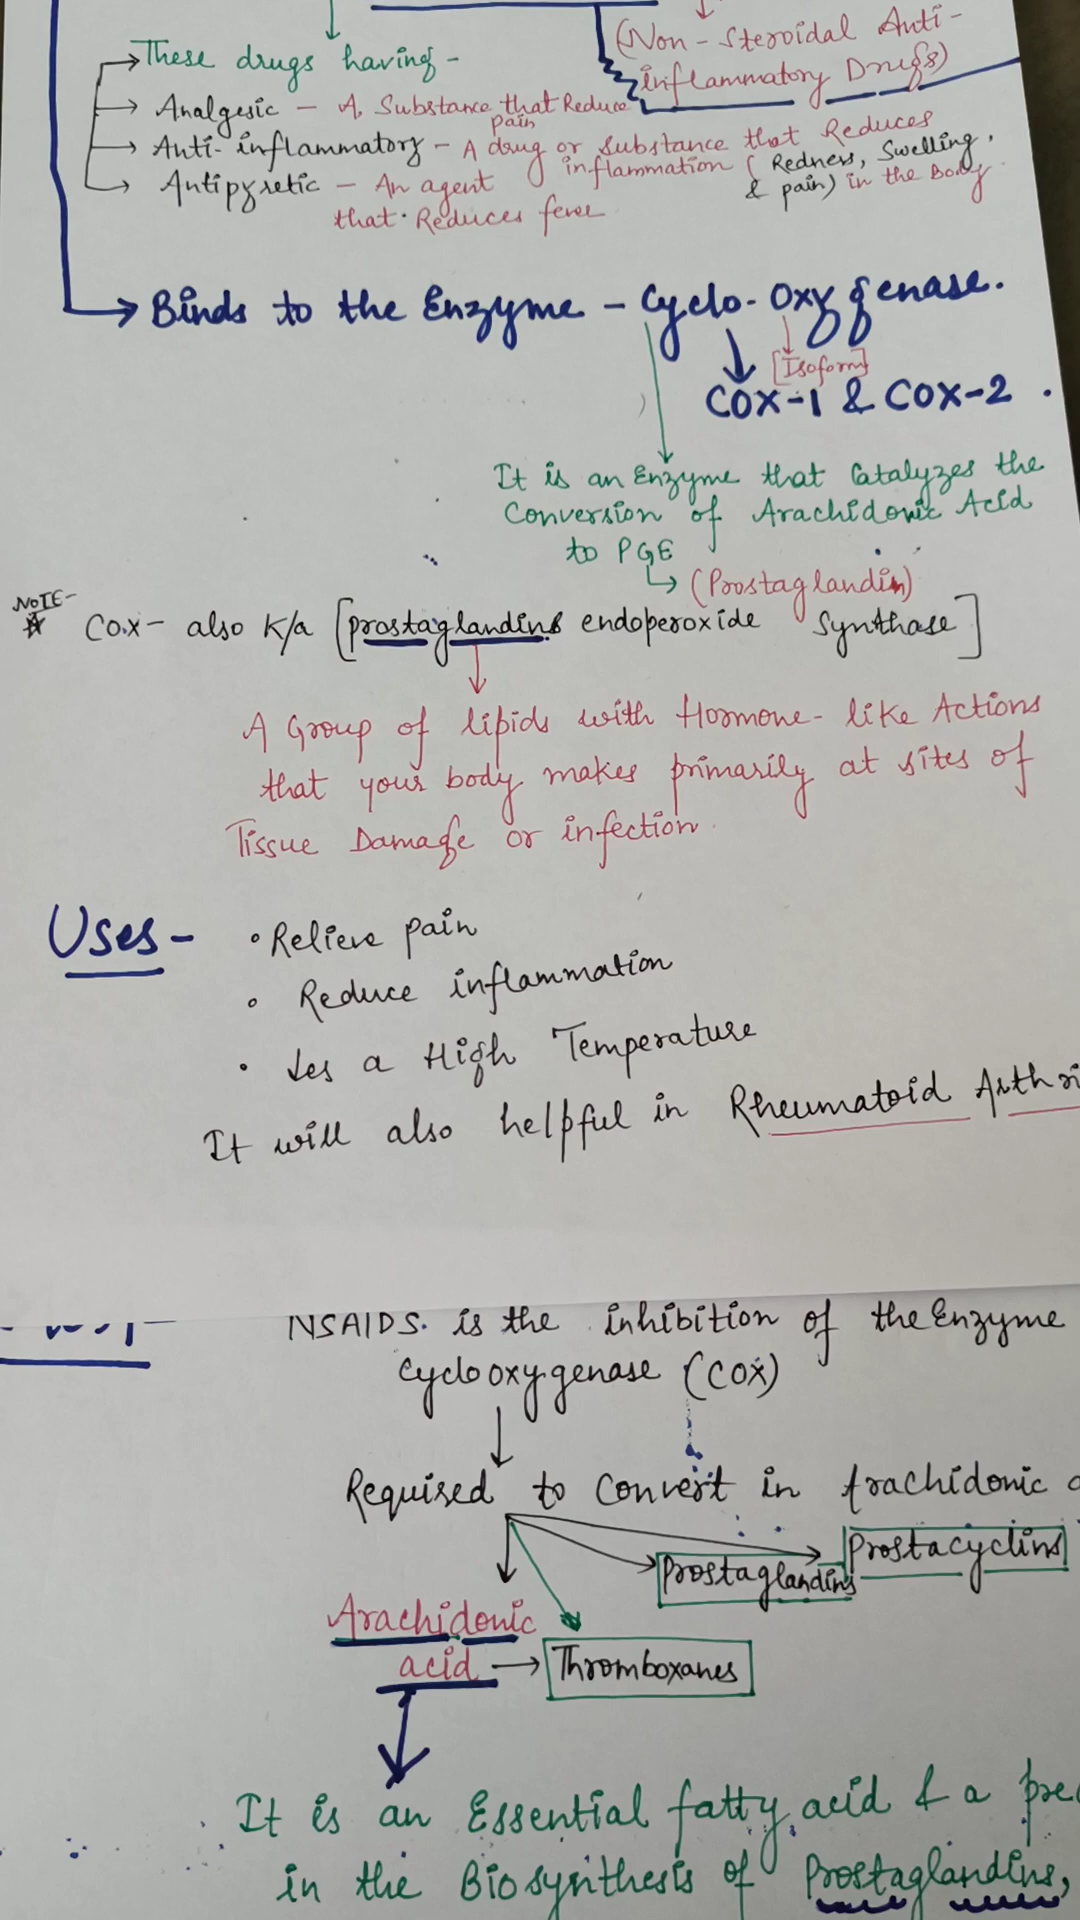 (Non-Steroidal Anti-
inflammatory Drugs)
These drugs having-
Analgesic - A Substance that Reduce
pain
Anti-inflammatory - A drug or Substance that Reduces
inflammation (Redness, Swelling,
& pain) in the Body
Antipyretic - An agent
that Reduces fever
Binds to the Enzyme - Cyclo-Oxygenase.
[Isoform]
COX-1 & COX-2.
It is an Enzyme that Catalyzes the
Conversion of Arachidonic Acid
to PGE
(Prostaglandin)
NOTE-
COX- also K/a [prostaglandins endoperoxide Synthase]
A Group of lipids with Hormone-like Actions
that your body makes primarily at sites of
Tissue Damage or infection.
Uses-
• Relieve pain
• Reduce inflammation
• ↓es a High Temperature
It will also helpful in Rheumatoid Arthri
NSAIDS. is the inhibition of the Enzyme
Cyclooxygenase (COX)
Required to Convert in Arachidonic a
Prostacyclins
Prostaglandins
Arachidonic
acid → Thromboxanes
It is an Essential fatty acid & a pre
in the Biosynthesis of Prostaglandins,